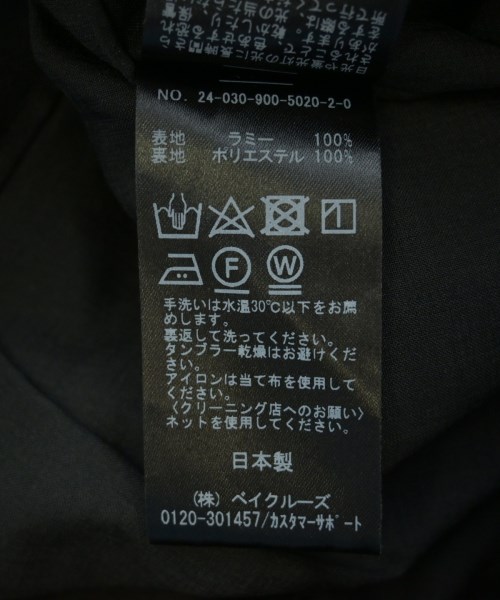 NO. 24-030-900-5020-2-0
表地 ラミー 100%
裏地 ポリエステル 100%
F W
手洗いは水温30℃以下をお薦
めします。
裏返して洗ってください。
タンブラー乾燥はお避けくだ
さい。
アイロンは当て布を使用して
ください。
〈クリーニング店へのお願い〉
ネットを使用してください。
日本製
(株) ベイクルーズ
0120-301457/カスタマーサポート